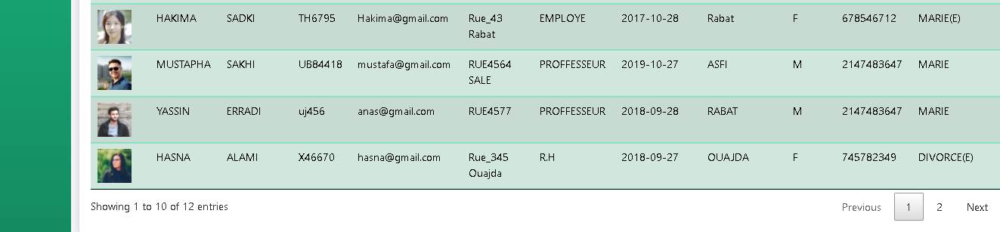 HAKIMA SADKI TH6795 Hakima@gmail.com Rue_43 EMPLOYE 2017-10-28 Rabat F 678546712 MARIE(E)
Rabat
MUSTAPHA SAKHI UB84418 mustafa@gmail.com RUE4564 PROFFESSEUR 2019-10-27 ASFI M 2147483647 MARIE
SALE
YASSIN ERRADI uj456 anas@gmail.com RUE4577 PROFFESSEUR 2018-09-28 RABAT M 2147483647 MARIE
HASNA ALAMI X46670 hasna@gmail.com Rue_345 R.H 2018-09-27 OUAJDA F 745782349 DIVORCE(E)
Ouajda
Showing 1 to 10 of 12 entries Previous 1 2 Next